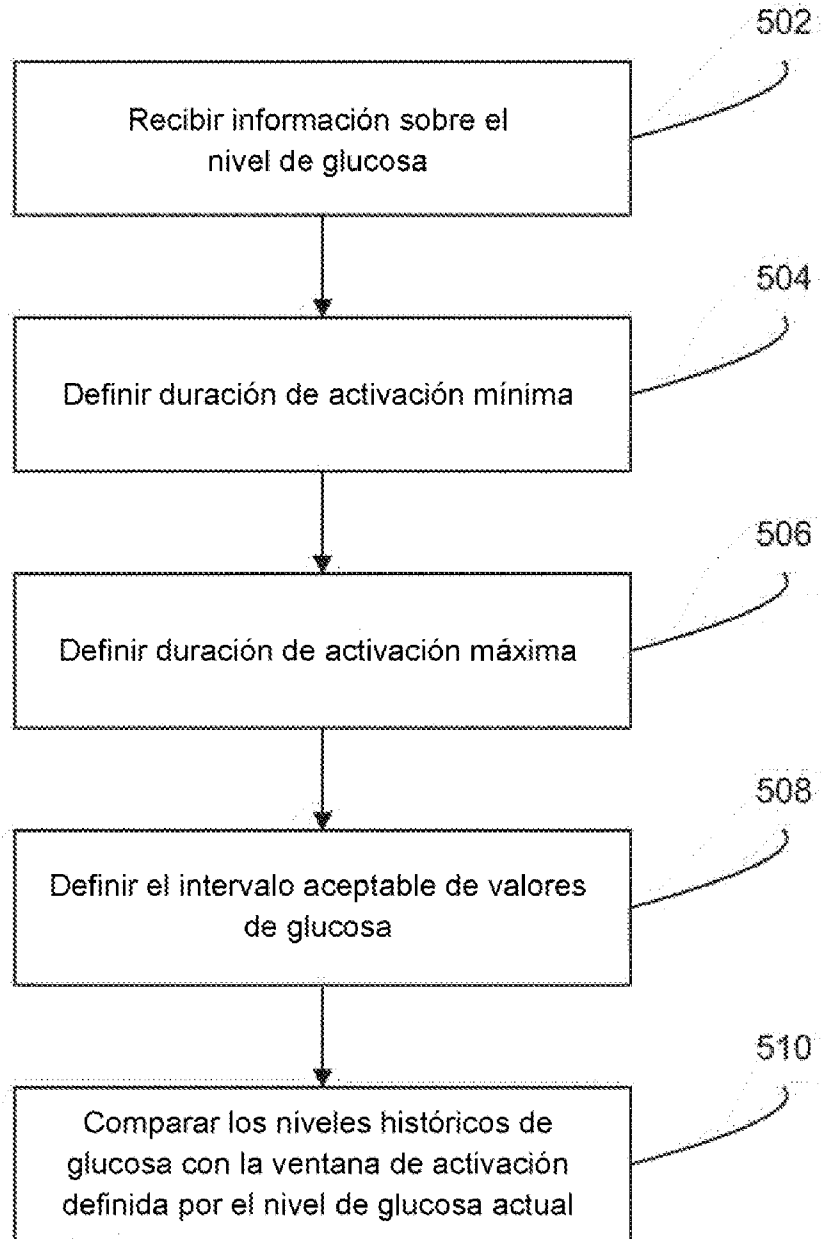 502
Recibir información sobre el
nivel de glucosa
504
Definir duración de activación mínima
506
Definir duración de activación máxima
508
Definir el intervalo aceptable de valores
de glucosa
510
Comparar los niveles históricos de
glucosa con la ventana de activación
definida por el nivel de glucosa actual